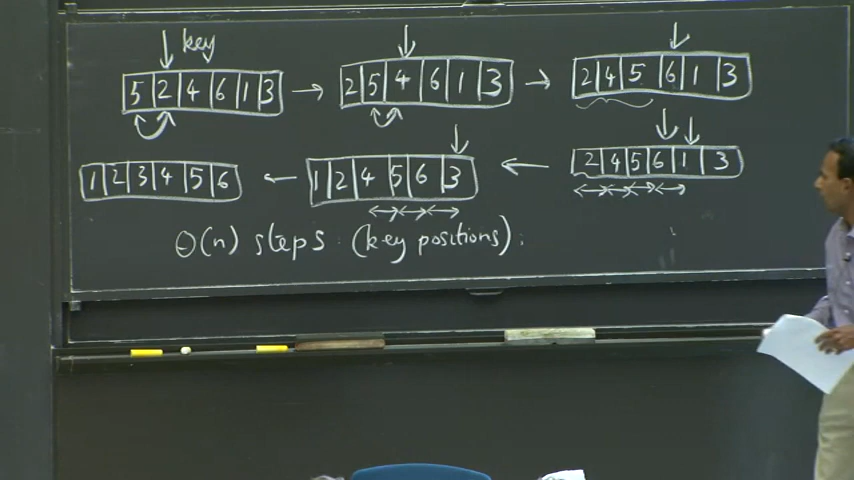 key
5 2 4 6 1 3 → 2 5 4 6 1 3 → 2 4 5 6 1 3
1 2 3 4 5 6 ← 1 2 4 5 6 3 ← 2 4 5 6 1 3
Θ(n) steps (key positions);